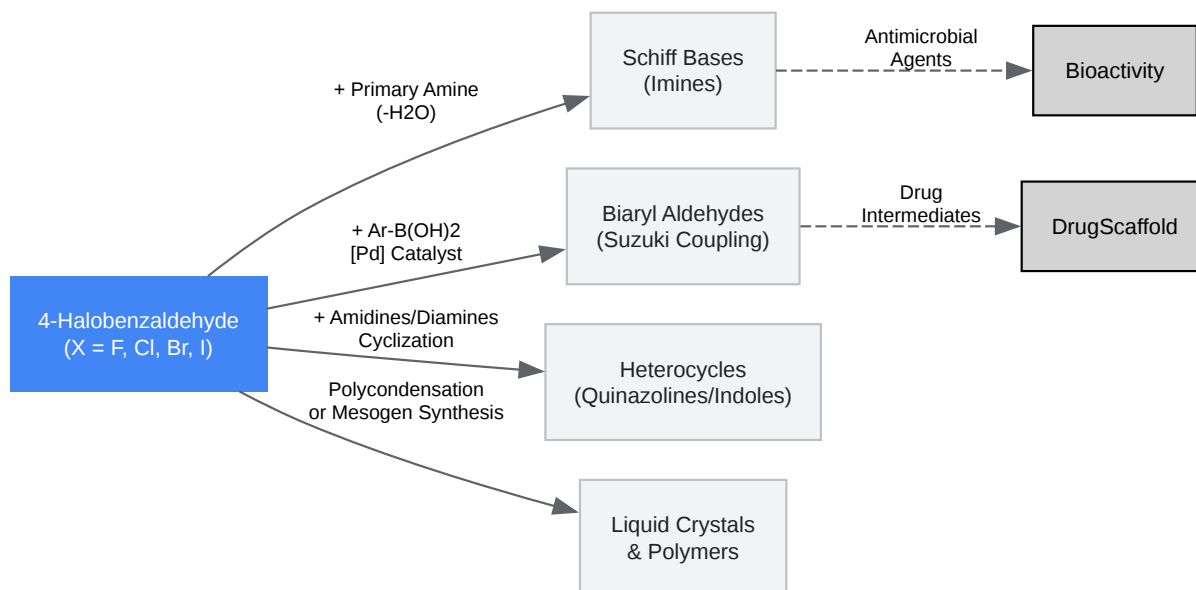 4-Halobenzaldehyde
(X = F, Cl, Br, I)
+ Primary Amine
(-H2O)
Schiff Bases
(Imines)
Antimicrobial
Agents
Bioactivity
+ Ar-B(OH)2
[Pd] Catalyst
Biaryl Aldehydes
(Suzuki Coupling)
Drug
Intermediates
DrugScaffold
+ Amidines/Diamines
Cyclization
Heterocycles
(Quinazolines/Indoles)
Polycondensation
or Mesogen Synthesis
Liquid Crystals
& Polymers